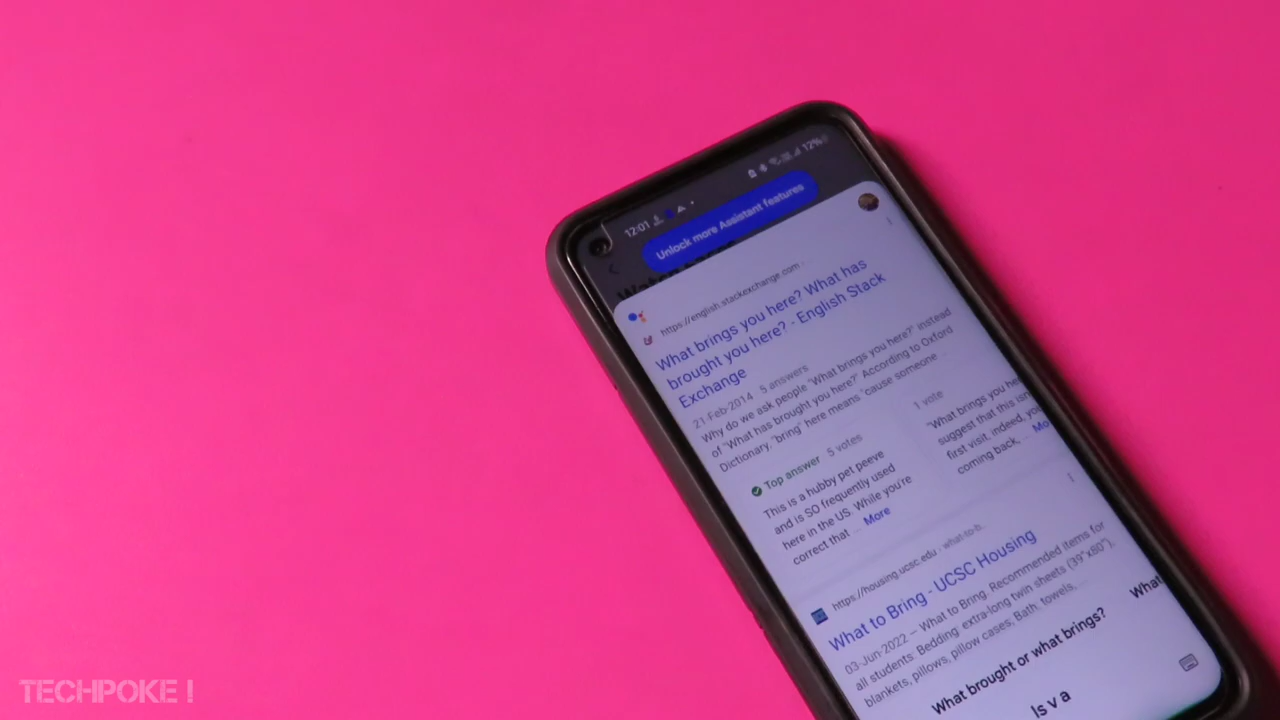 12:01
12%
Unlock more Assistant features
https://english.stackexchange.com ›
What brings you here? What has
brought you here? - English Stack
Exchange
21-Feb-2014 5 answers
Why do we ask people "What brings you here?" instead
of "What has brought you here?" According to Oxford
Dictionary, "bring" here means "cause someone ...
Top answer 5 votes
This is a hubby pet peeve
and is SO frequently used
here in the US. While you're
correct that ... More
1 vote
"What brings you he
suggest that this isn
first visit, indeed, yo
coming back, ... Mo
https://housing.ucsc.edu › what-to-b...
What to Bring - UCSC Housing
03-Jun-2022 — What to Bring. Recommended items for
all students: Bedding: extra-long twin sheets (39"x80"),
blankets, pillows, pillow cases; Bath: towels, ...
What brought or what brings?
What
Is v a
TECHPOKE !